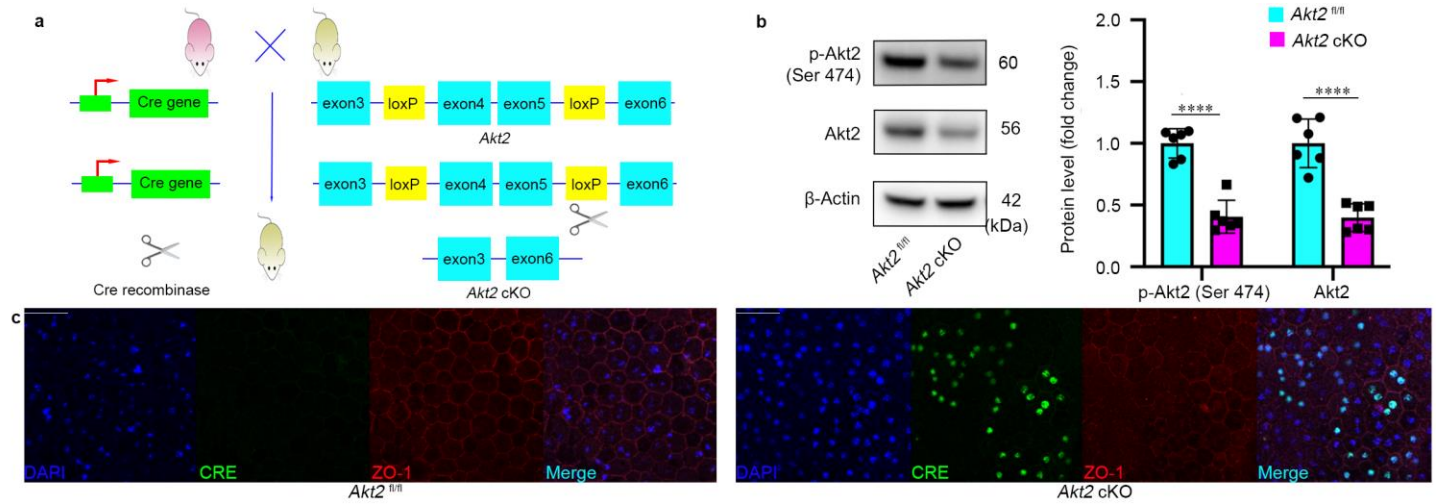 a
Cre gene
exon3 loxP exon4 exon5 loxP exon6
Akt2
Cre gene
exon3 loxP exon4 exon5 loxP exon6
exon3 exon6
Cre recombinase
Akt2 cKO
b
p-Akt2
(Ser 474)
60
Akt2
56
β-Actin
42
(kDa)
Akt2 fl/fl
Akt2 cKO
Akt2 fl/fl
Akt2 cKO
Protein level (fold change)
2.0
1.5
1.0
0.5
0.0
****
****
p-Akt2 (Ser 474)
Akt2
c
DAPI
CRE
ZO-1
Merge
Akt2 fl/fl
DAPI
CRE
ZO-1
Merge
Akt2 cKO